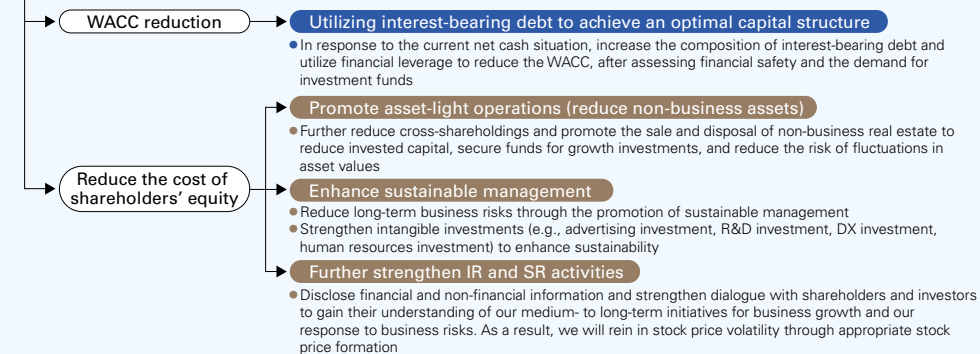 WACC reduction
Utilizing interest-bearing debt to achieve an optimal capital structure
● In response to the current net cash situation, increase the composition of interest-bearing debt and
utilize financial leverage to reduce the WACC, after assessing financial safety and the demand for
investment funds
Promote asset-light operations (reduce non-business assets)
● Further reduce cross-shareholdings and promote the sale and disposal of non-business real estate to
reduce invested capital, secure funds for growth investments, and reduce the risk of fluctuations in
asset values
Reduce the cost of
shareholders' equity
Enhance sustainable management
● Reduce long-term business risks through the promotion of sustainable management
● Strengthen intangible investments (e.g., advertising investment, R&D investment, DX investment,
human resources investment) to enhance sustainability
Further strengthen IR and SR activities
● Disclose financial and non-financial information and strengthen dialogue with shareholders and investors
to gain their understanding of our medium- to long-term initiatives for business growth and our
response to business risks. As a result, we will rein in stock price volatility through appropriate stock
price formation